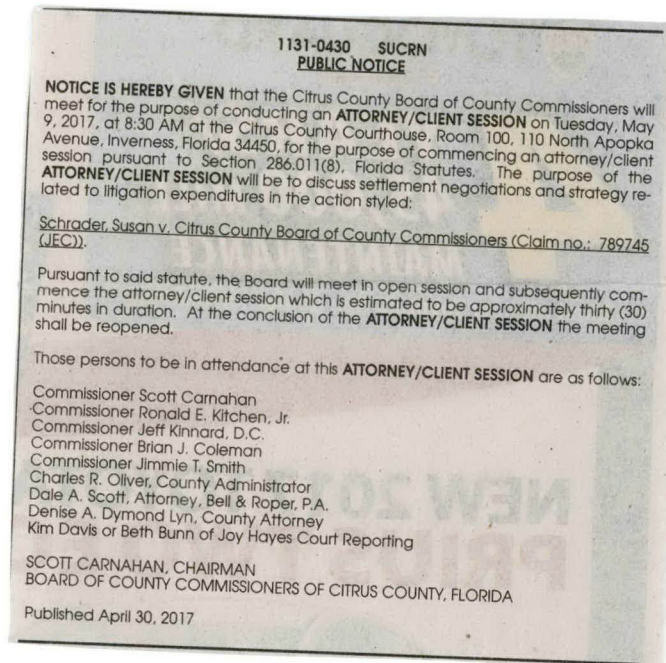 1131-0430 SUCRN
PUBLIC NOTICE
NOTICE IS HEREBY GIVEN that the Citrus County Board of County Commissioners will
meet for the purpose of conducting an ATTORNEY/CLIENT SESSION on Tuesday, May
9, 2017, at 8:30 AM at the Citrus County Courthouse, Room 100, 110 North Apopka
Avenue, Inverness, Florida 34450, for the purpose of commencing an attorney/client
session pursuant to Section 286.011(8), Florida Statutes. The purpose of the
ATTORNEY/CLIENT SESSION will be to discuss settlement negotiations and strategy re-
lated to litigation expenditures in the action styled:
Schrader, Susan v. Citrus County Board of County Commissioners (Claim no.: 789745
(JEC)).
Pursuant to said statute, the Board will meet in open session and subsequently com-
mence the attorney/client session which is estimated to be approximately thirty (30)
minutes in duration. At the conclusion of the ATTORNEY/CLIENT SESSION the meeting
shall be reopened.
Those persons to be in attendance at this ATTORNEY/CLIENT SESSION are as follows:
Commissioner Scott Carnahan
Commissioner Ronald E. Kitchen, Jr.
Commissioner Jeff Kinnard, D.C.
Commissioner Brian J. Coleman
Commissioner Jimmie T. Smith
Charles R. Oliver, County Administrator
Dale A. Scott, Attorney, Bell & Roper, P.A.
Denise A. Dymond Lyn, County Attorney
Kim Davis or Beth Bunn of Joy Hayes Court Reporting
SCOTT CARNAHAN, CHAIRMAN
BOARD OF COUNTY COMMISSIONERS OF CITRUS COUNTY, FLORIDA
Published April 30, 2017